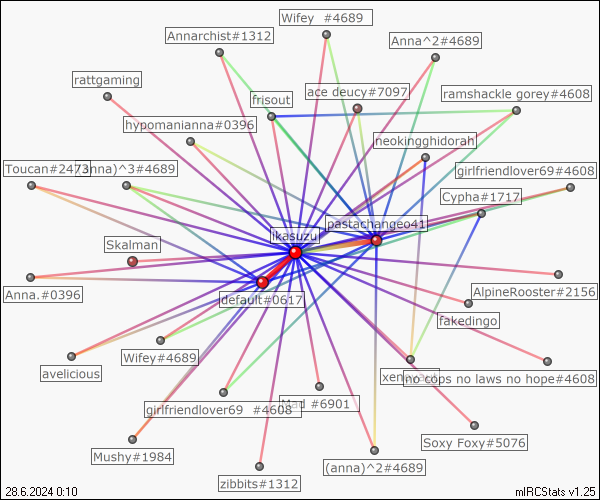 Wifey  #4689
Annarchist#1312
Anna^2#4689
rattgaming
ace deucy#7097
ramshackle gorey#4608
frisout
hypomanianna#0396
neokingghidorah
Toucan#2473
anna)^3#4689
girlfriendlover69#4608
Cypha#1717
pastachangeo41
ikasuzu
Skalman
Anna.#0396
default#0617
AlpineRooster#2156
fakedingo
Wifey#4689
avelicious
no cops no laws no hope#4608
girlfriendlover69  #4608
#6901
Soxy Foxy#5076
Mushy#1984
(anna)^2#4689
zibbits#1312
28.6.2024 0:10
mIRCStats v1.25